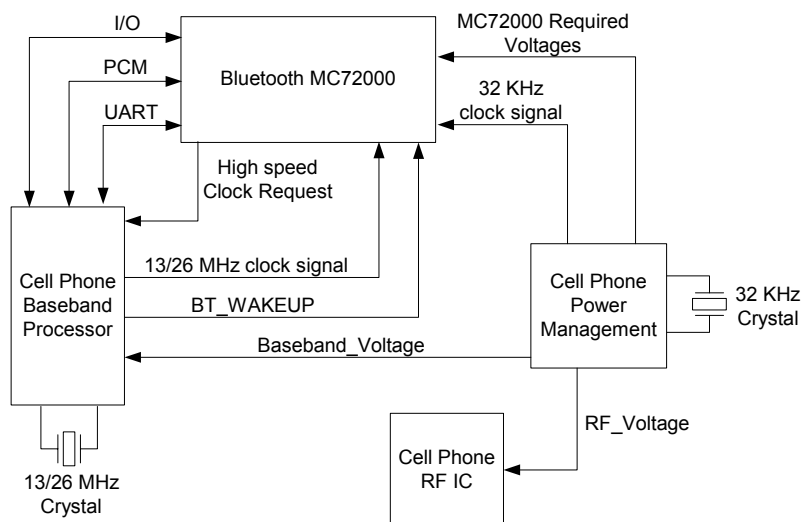 I/O
MC72000 Required
Voltages
PCM
Bluetooth MC72000
32 KHz
clock signal
UART
High speed
Clock Request
13/26 MHz clock signal
Cell Phone
Baseband
Processor
Cell Phone
Power
Management
32 KHz
Crystal
BT_WAKEUP
Baseband_Voltage
RF_Voltage
Cell Phone
RF IC
13/26 MHz
Crystal